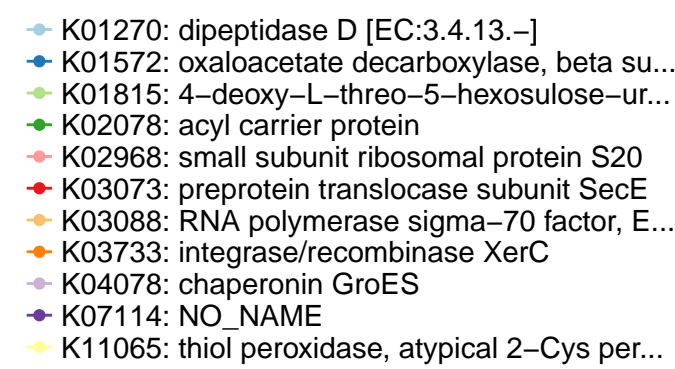 K01270: dipeptidase D [EC:3.4.13.−]
K01572: oxaloacetate decarboxylase, beta su...
K01815: 4−deoxy−L−threo−5−hexosulose−ur...
K02078: acyl carrier protein
K02968: small subunit ribosomal protein S20
K03073: preprotein translocase subunit SecE
K03088: RNA polymerase sigma−70 factor, E...
K03733: integrase/recombinase XerC
K04078: chaperonin GroES
K07114: NO_NAME
K11065: thiol peroxidase, atypical 2−Cys per...